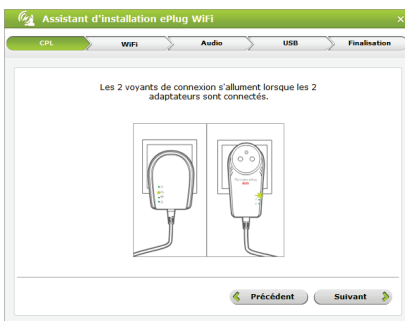 Assistant d'installation ePlug WiFi
CPL
WiFi
Audio
USB
Finalisation
Les 2 voyants de connexion s'allument lorsque les 2
adaptateurs sont connectés.
Précédent
Suivant